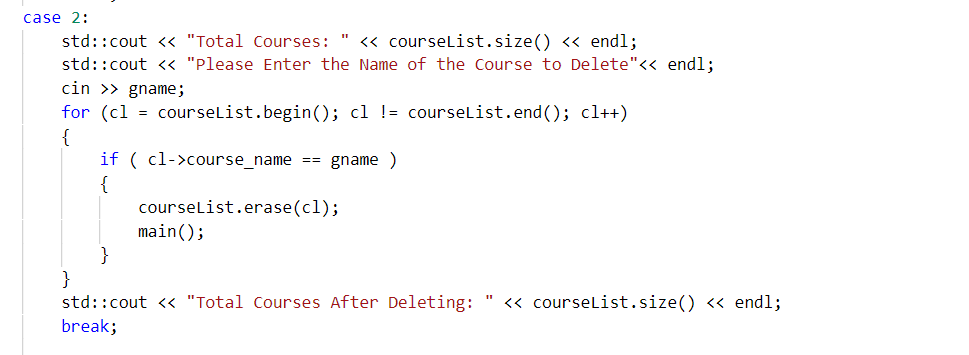 case 2:
    std::cout << "Total Courses: " << courseList.size() << endl;
    std::cout << "Please Enter the Name of the Course to Delete"<< endl;
    cin >> gname;
    for (cl = courseList.begin(); cl != courseList.end(); cl++)
    {
        if ( cl->course_name == gname )
        {
            courseList.erase(cl);
            main();
        }
    }
    std::cout << "Total Courses After Deleting: " << courseList.size() << endl;
    break;